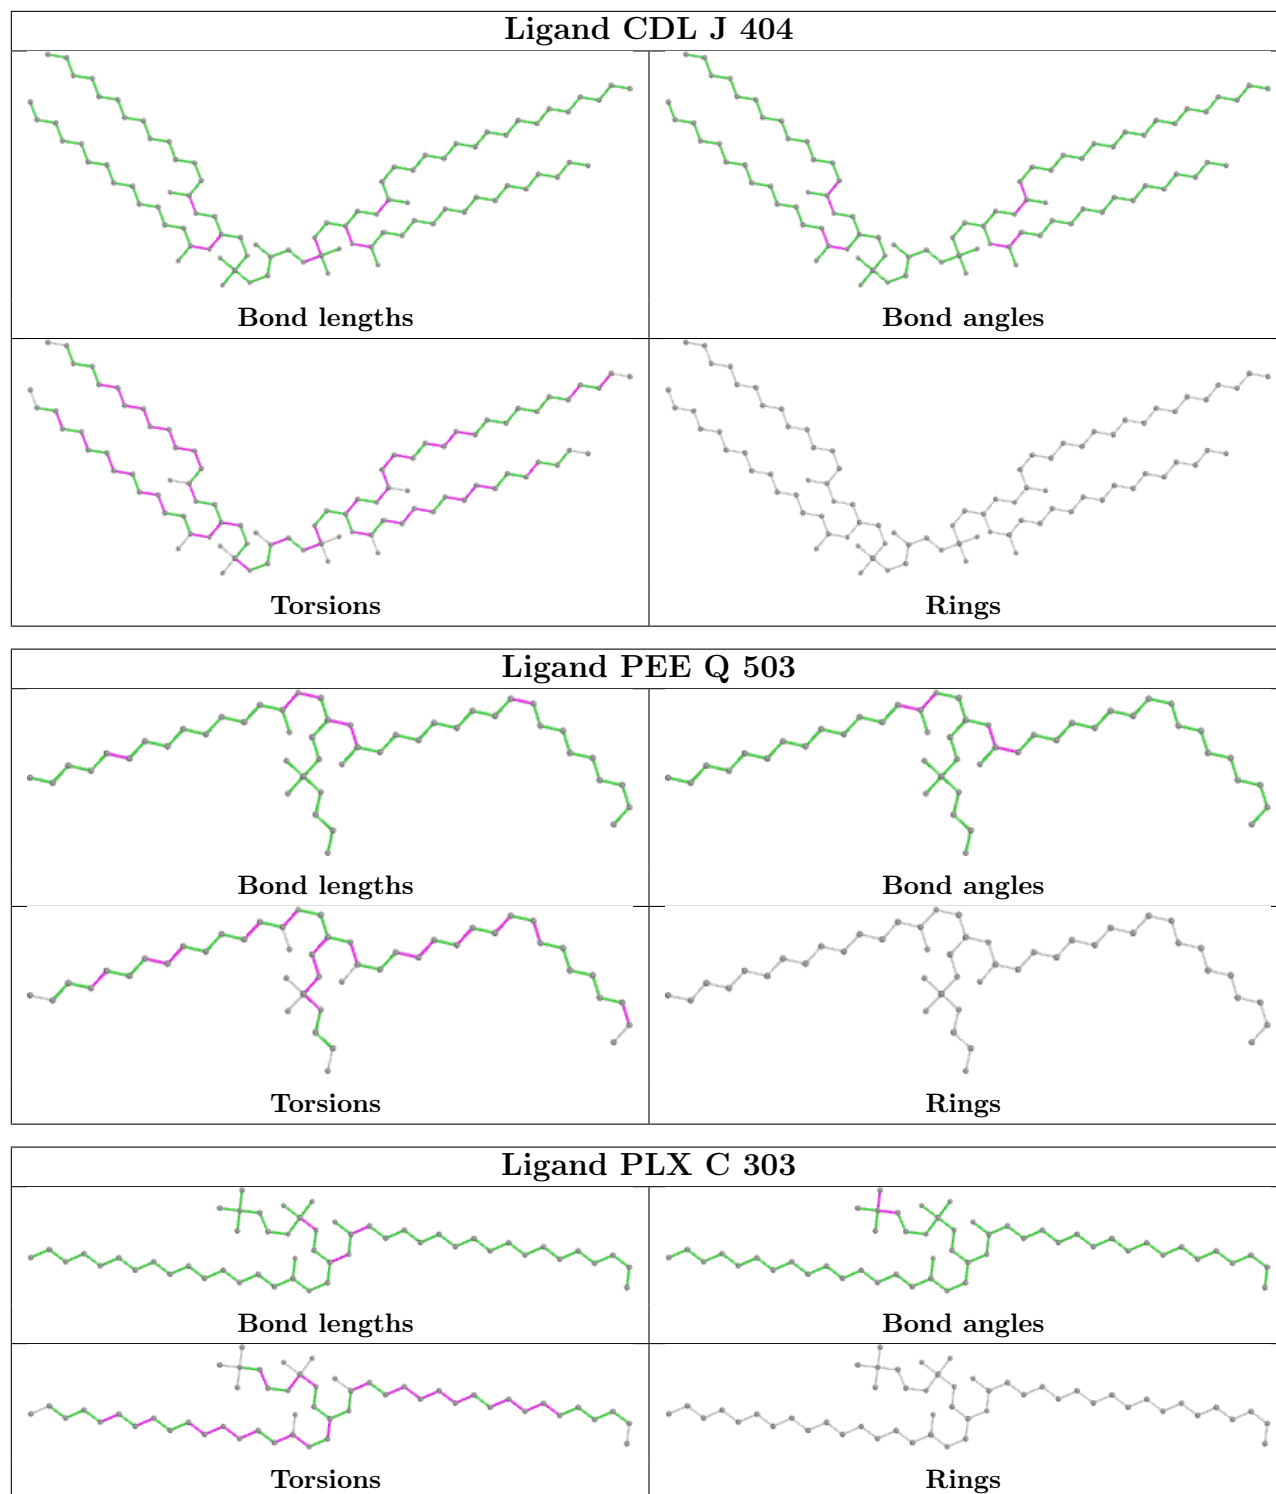 Ligand CDL J 404
Bond lengths
Bond angles
Torsions
Rings
Ligand PEE Q 503
Bond lengths
Bond angles
Torsions
Rings
Ligand PLX C 303
Bond lengths
Bond angles
Torsions
Rings